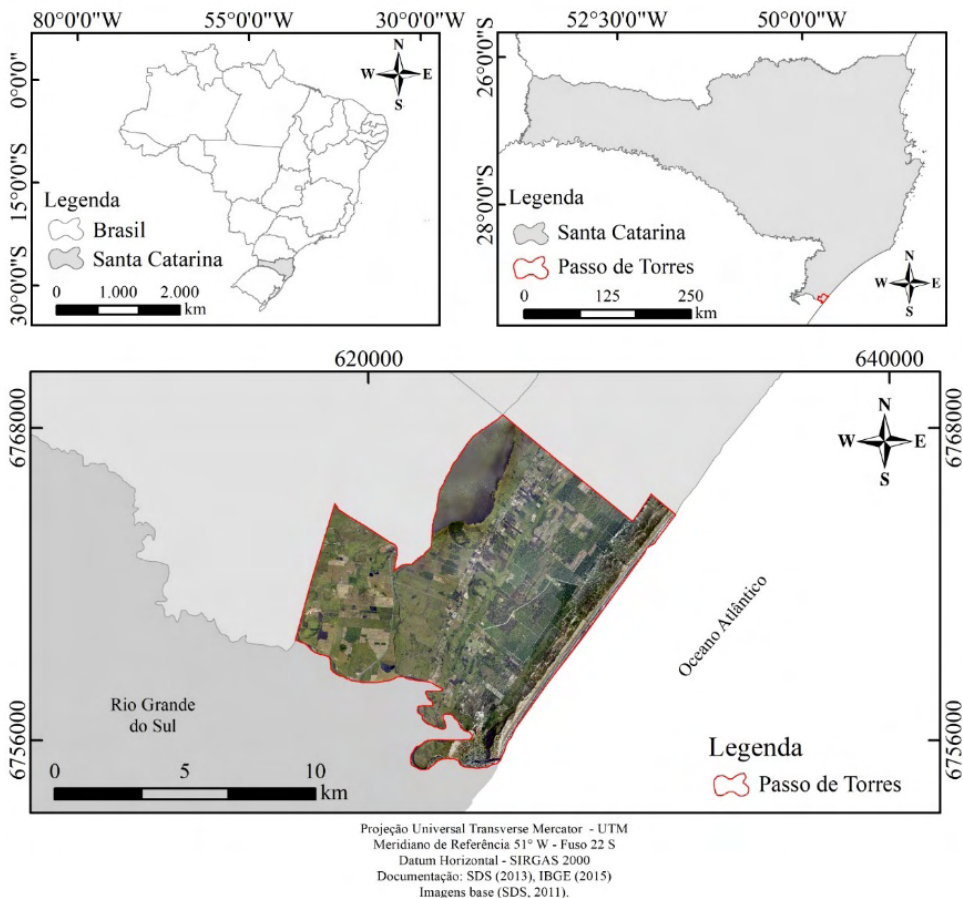 80°0'0"W 55°0'0"W 30°0'0"W
0°0'0"
15°0'0"S
30°0'0"S
N
W E
S
Legenda
Brasil
Santa Catarina
0 1.000 2.000
km
52°30'0"W 50°0'0"W
26°0'0"S
28°0'0"S
Legenda
Santa Catarina
Passo de Torres
N
W E
S
0 125 250
km
620000 640000
6768000 6768000
N
W E
S
Oceano Atlântico
Rio Grande
do Sul
6756000 6756000
0 5 10
km
Legenda
Passo de Torres
Projeção Universal Transverse Mercator - UTM
Meridiano de Referência 51° W - Fuso 22 S
Datum Horizontal - SIRGAS 2000
Documentação: SDS (2013), IBGE (2015)
Imagens base (SDS, 2011).